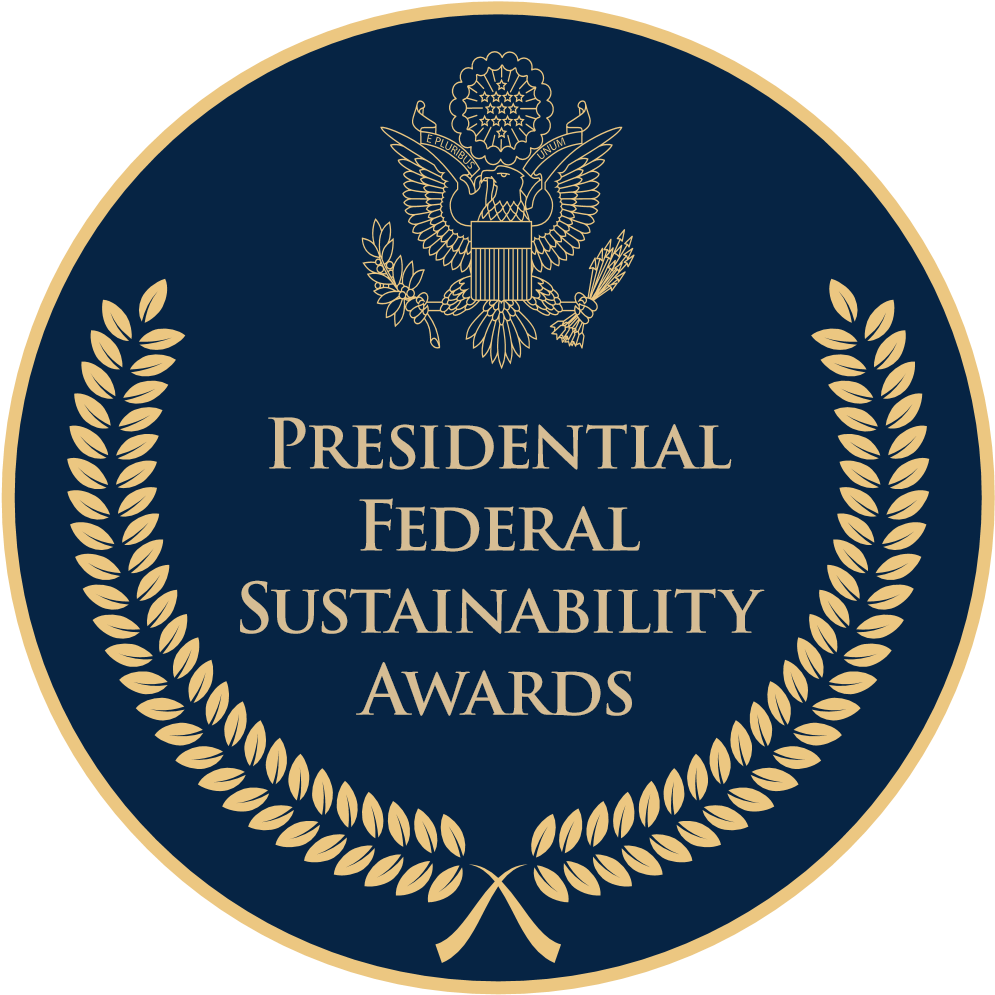 E PLURIBUS UNUM
PRESIDENTIAL
FEDERAL
SUSTAINABILITY
AWARDS